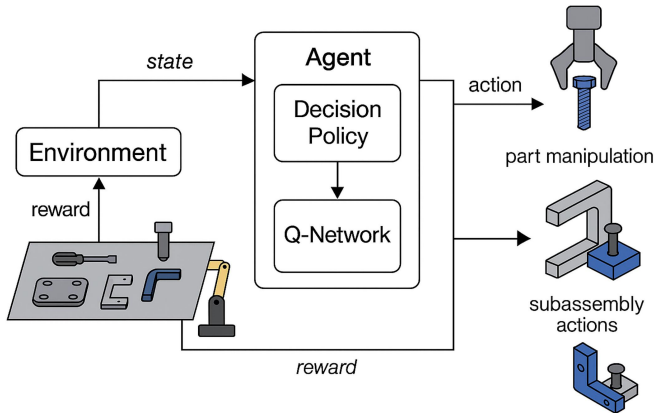 state
Agent
action
Decision
Policy
part manipulation
Environment
reward
Q-Network
subassembly
actions
reward